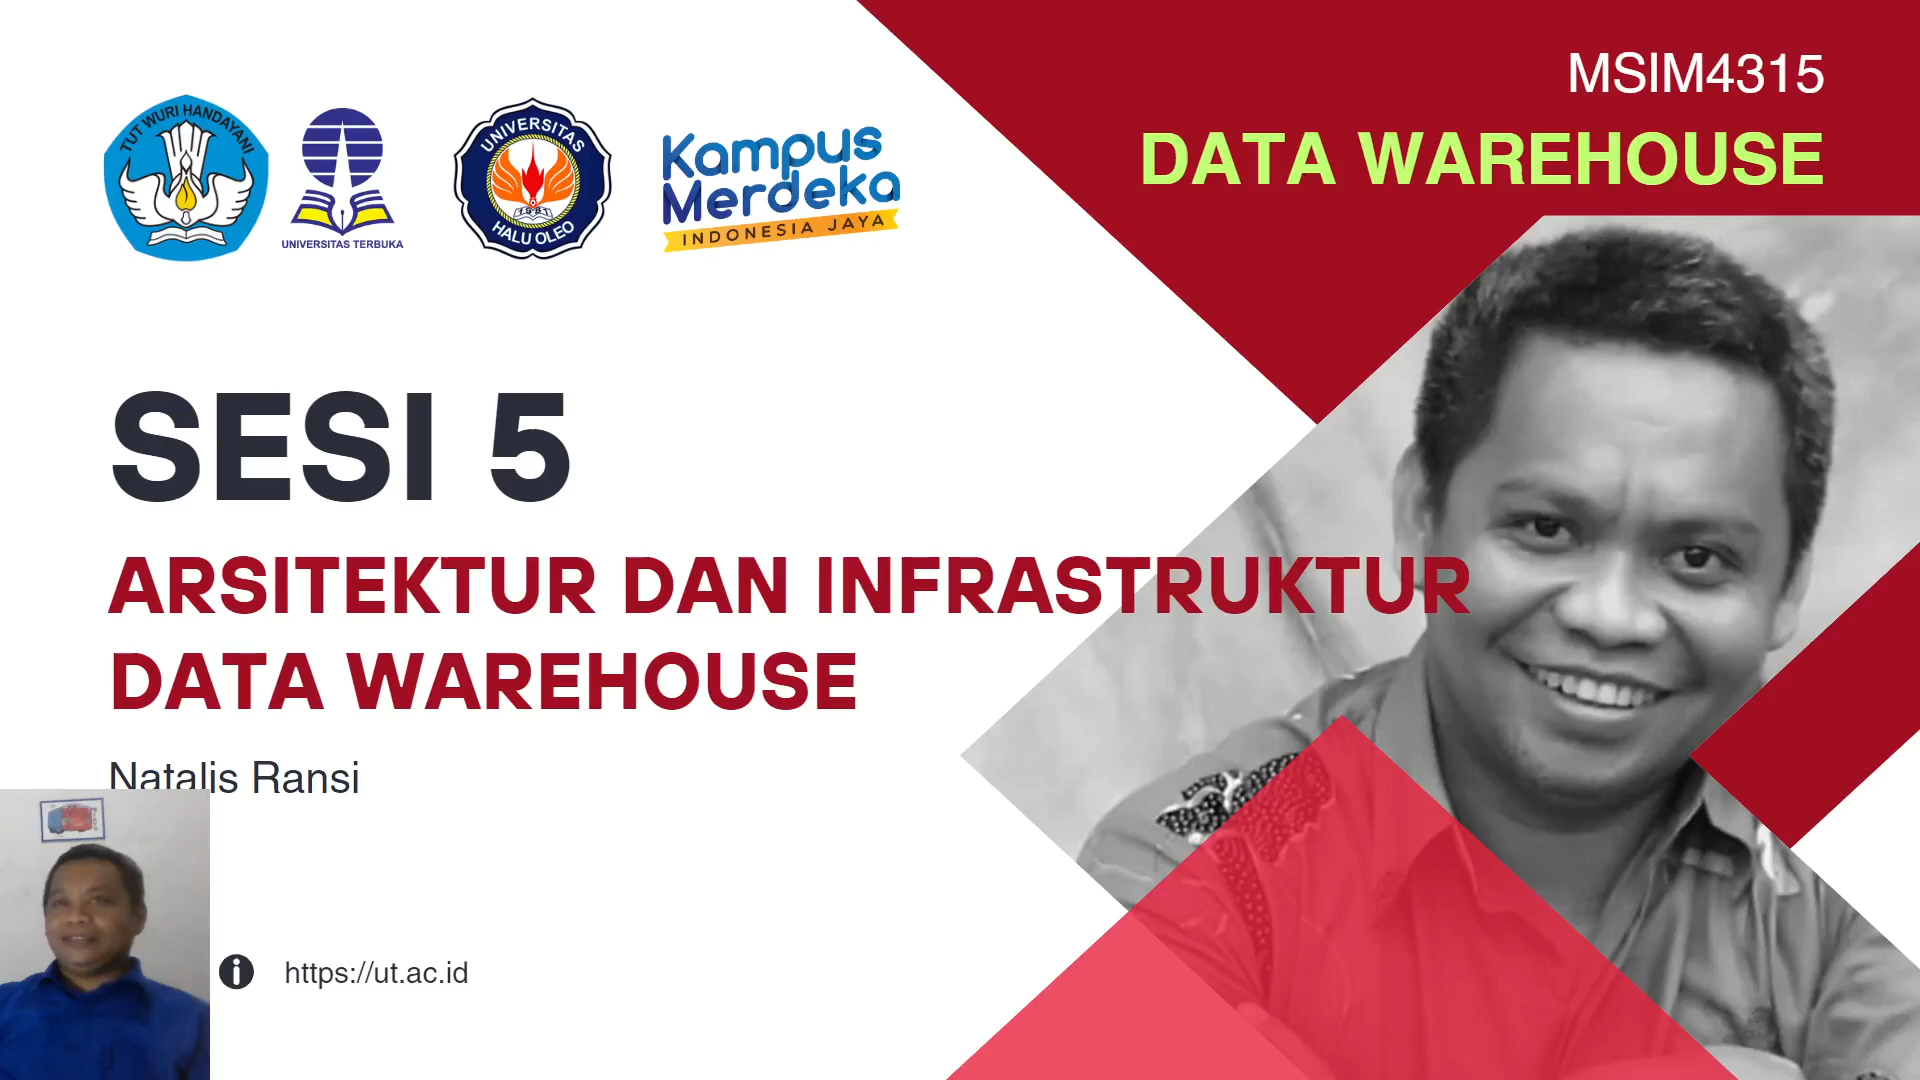 TUT WURI HANDAYANI
UNIVERSITAS TERBUKA
UNIVERSITAS
1981
HALU OLEO
Kampus
Merdeka
INDONESIA JAYA
MSIM4315
DATA WAREHOUSE
SESI 5
ARSITEKTUR DAN INFRASTRUKTUR
DATA WAREHOUSE
Natalis Ransi
https://ut.ac.id